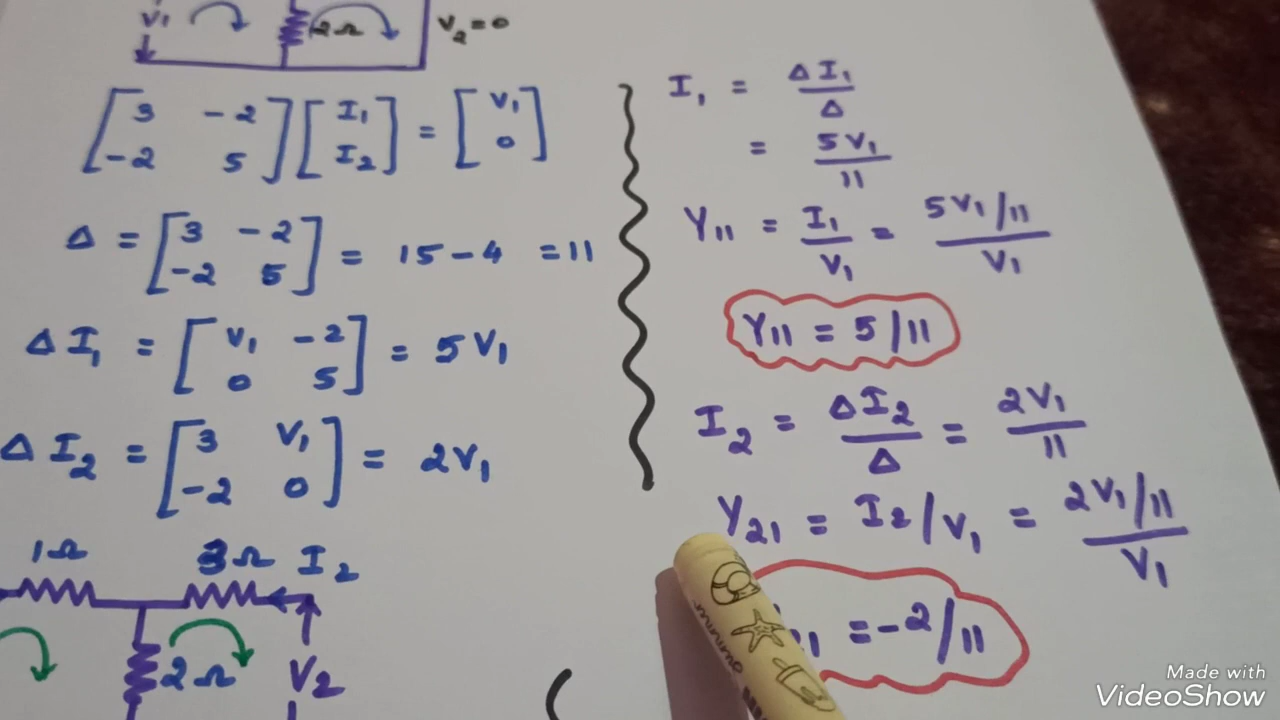 V1 2Ω V2=0
[3 -2
-2 5] [I1
I2] = [V1
0]
Δ = [3 -2
-2 5] = 15-4 =11
ΔI1 = [V1 -2
0 5] = 5V1
ΔI2 = [3 V1
-2 0] = 2V1
1Ω 3Ω I2
2Ω V2
I1 = ΔI1/Δ
= 5V1/11
Y11 = I1/V1 = 5V1/11 / V1
Y11 = 5/11
I2 = ΔI2/Δ = 2V1/11
Y21 = I2/V1 = 2V1/11 / V1
1 = -2/11
summer
Made with
VideoShow